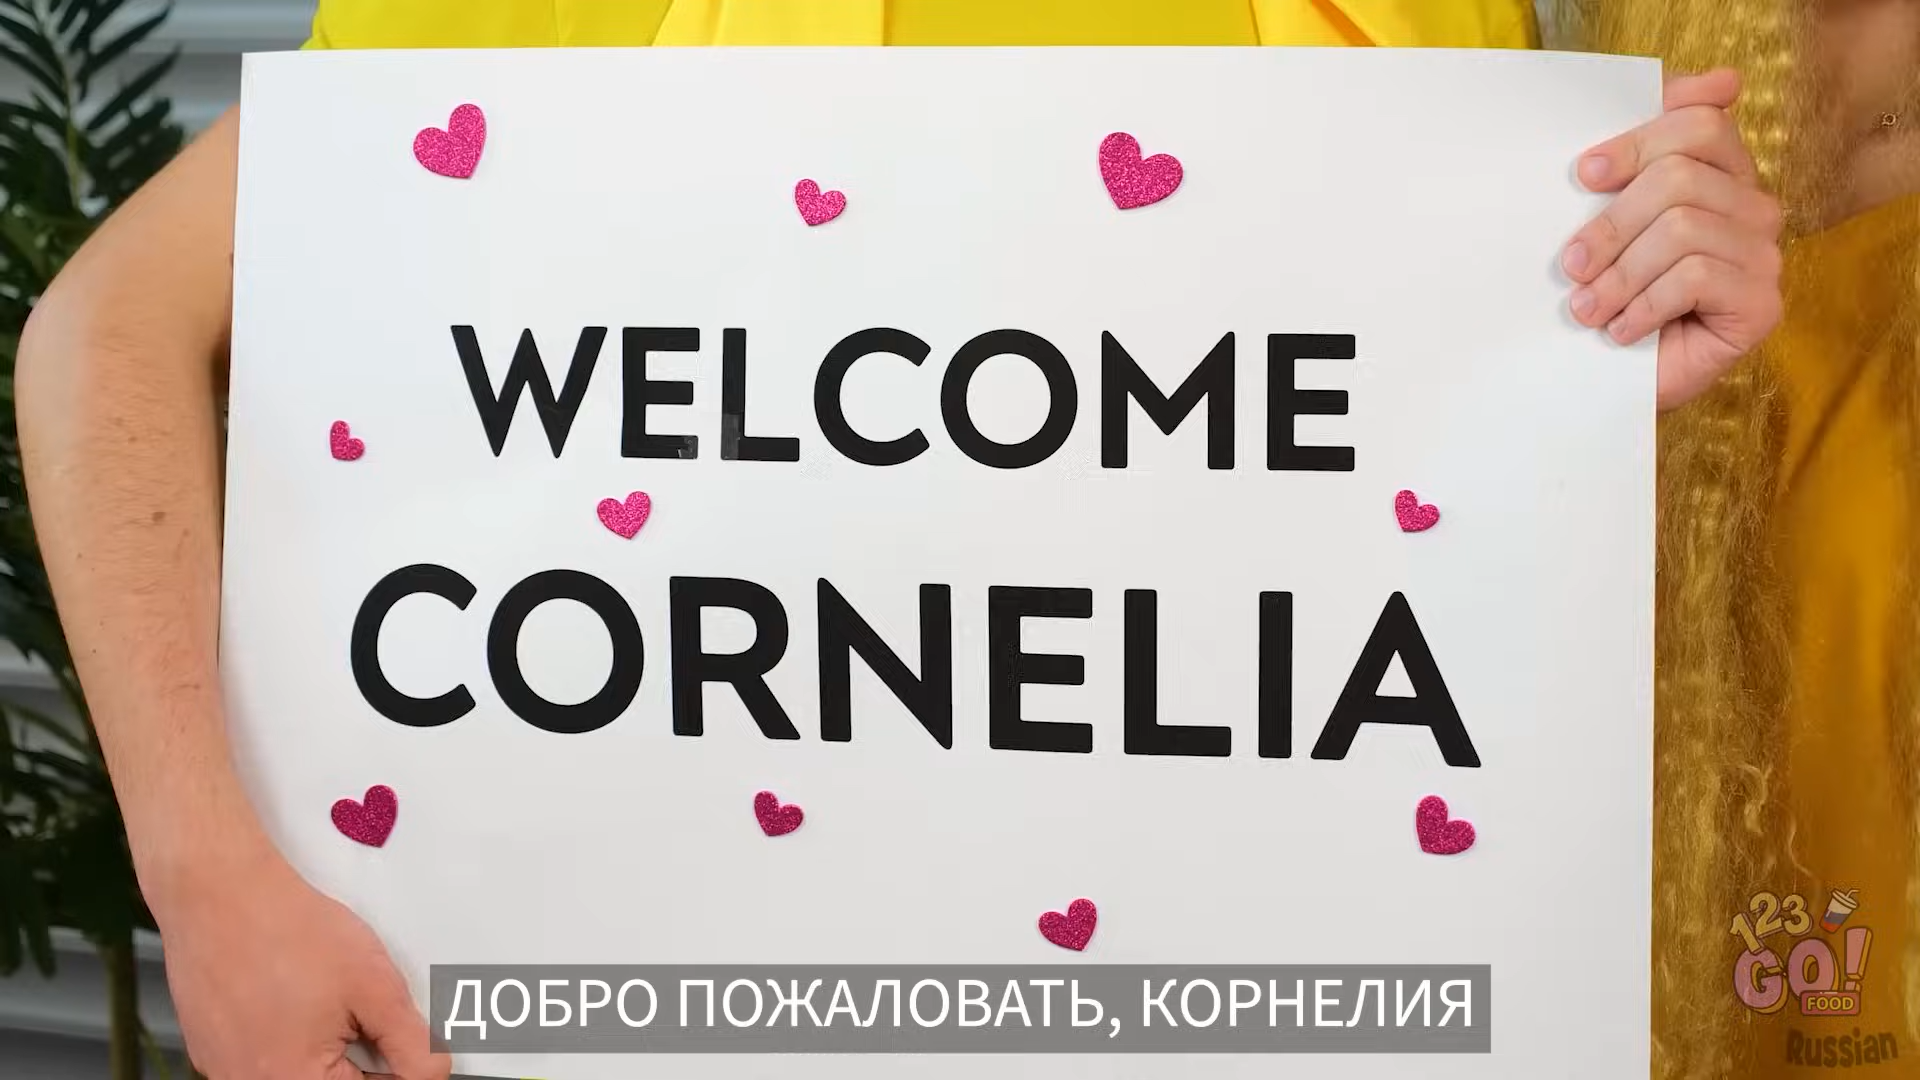 WELCOME
CORNELIA
ДОБРО ПОЖАЛОВАТЬ, КОРНЕЛИЯ
123
GO!
FOOD
Russian